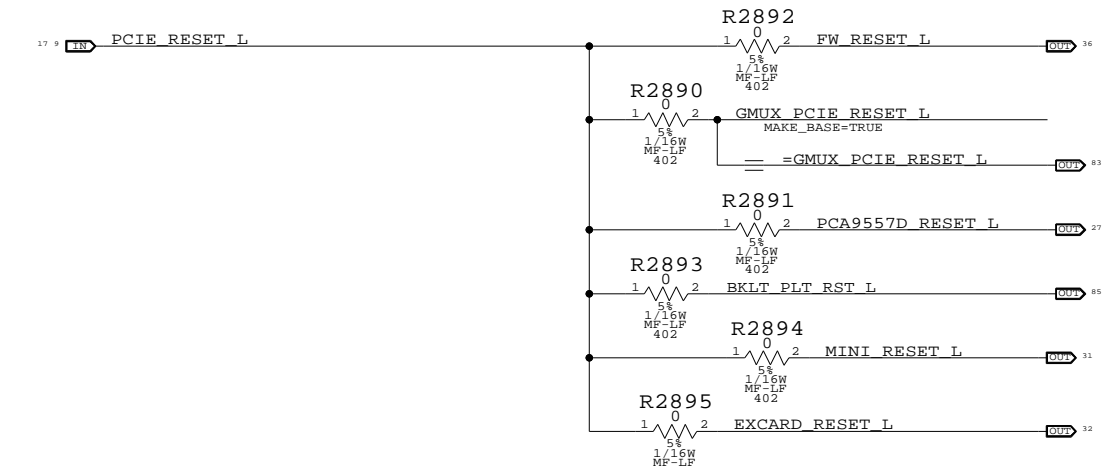 R2892
17 9 IN PCIE_RESET_L
0
1 2 FW_RESET_L OUT 36
5%
1/16W
MF-LF
402
R2890
0
1 2 GMUX_PCIE_RESET_L
MAKE_BASE=TRUE
5%
1/16W
MF-LF
402
=GMUX_PCIE_RESET_L OUT 83
R2891
0
1 2 PCA9557D_RESET_L OUT 27
5%
1/16W
MF-LF
402
R2893
0
1 2 BKLT_PLT_RST_L OUT 85
5%
1/16W
MF-LF
402
R2894
0
1 2 MINI_RESET_L OUT 31
5%
1/16W
MF-LF
402
R2895
0
1 2 EXCARD_RESET_L OUT 32
5%
1/16W
MF-LF